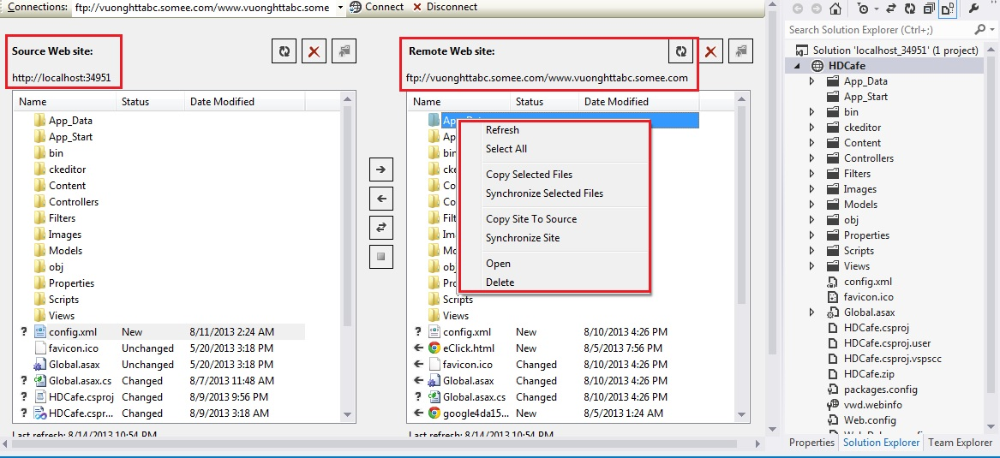 Connections: ftp://vuonghttabc.somee.com/www.vuonghttabc.some Connect Disconnect
Source Web site:
http://localhost:34951
Name Status Date Modified
App_Data
App_Start
bin
ckeditor
Content
Controllers
Filters
Images
Models
obj
Properties
Scripts
Views
? config.xml New 8/11/2013 2:24 AM
favicon.ico Unchanged 5/20/2013 3:18 PM
Global.asax Unchanged 5/20/2013 3:18 PM
? Global.asax.cs Changed 8/7/2013 11:48 AM
? HDCafe.csproj Changed 8/9/2013 9:56 PM
? HDCafe.cspr... Changed 8/9/2013 3:18 AM
Last refresh: 8/14/2013 10:54 PM
Remote Web site:
ftp://vuonghttabc.somee.com/www.vuonghttabc.somee.com
Name Status Date Modified
Ap
bin
cke
Co
Co
Filt
Im
Mo
obj
Pro
Scripts
Views
? config.xml New 8/10/2013 4:26 PM
eClick.html New 8/5/2013 7:56 PM
favicon.ico Changed 8/10/2013 4:26 PM
Global.asax Changed 8/10/2013 4:26 PM
? Global.asax.cs Changed 8/10/2013 4:26 PM
google4da15... New 8/5/2013 1:24 AM
Last refresh: 8/14/2013 10:54 PM
Refresh
Select All
Copy Selected Files
Synchronize Selected Files
Copy Site To Source
Synchronize Site
Open
Delete
Search Solution Explorer (Ctrl+;)
Solution 'localhost_34951' (1 project)
HDCafe
App_Data
App_Start
bin
ckeditor
Content
Controllers
Filters
Images
Models
obj
Properties
Scripts
Views
config.xml
favicon.ico
Global.asax
HDCafe.csproj
HDCafe.csproj.user
HDCafe.csproj.vspscc
HDCafe.zip
packages.config
vwd.webinfo
Web.config
Properties Solution Explorer Team Explorer